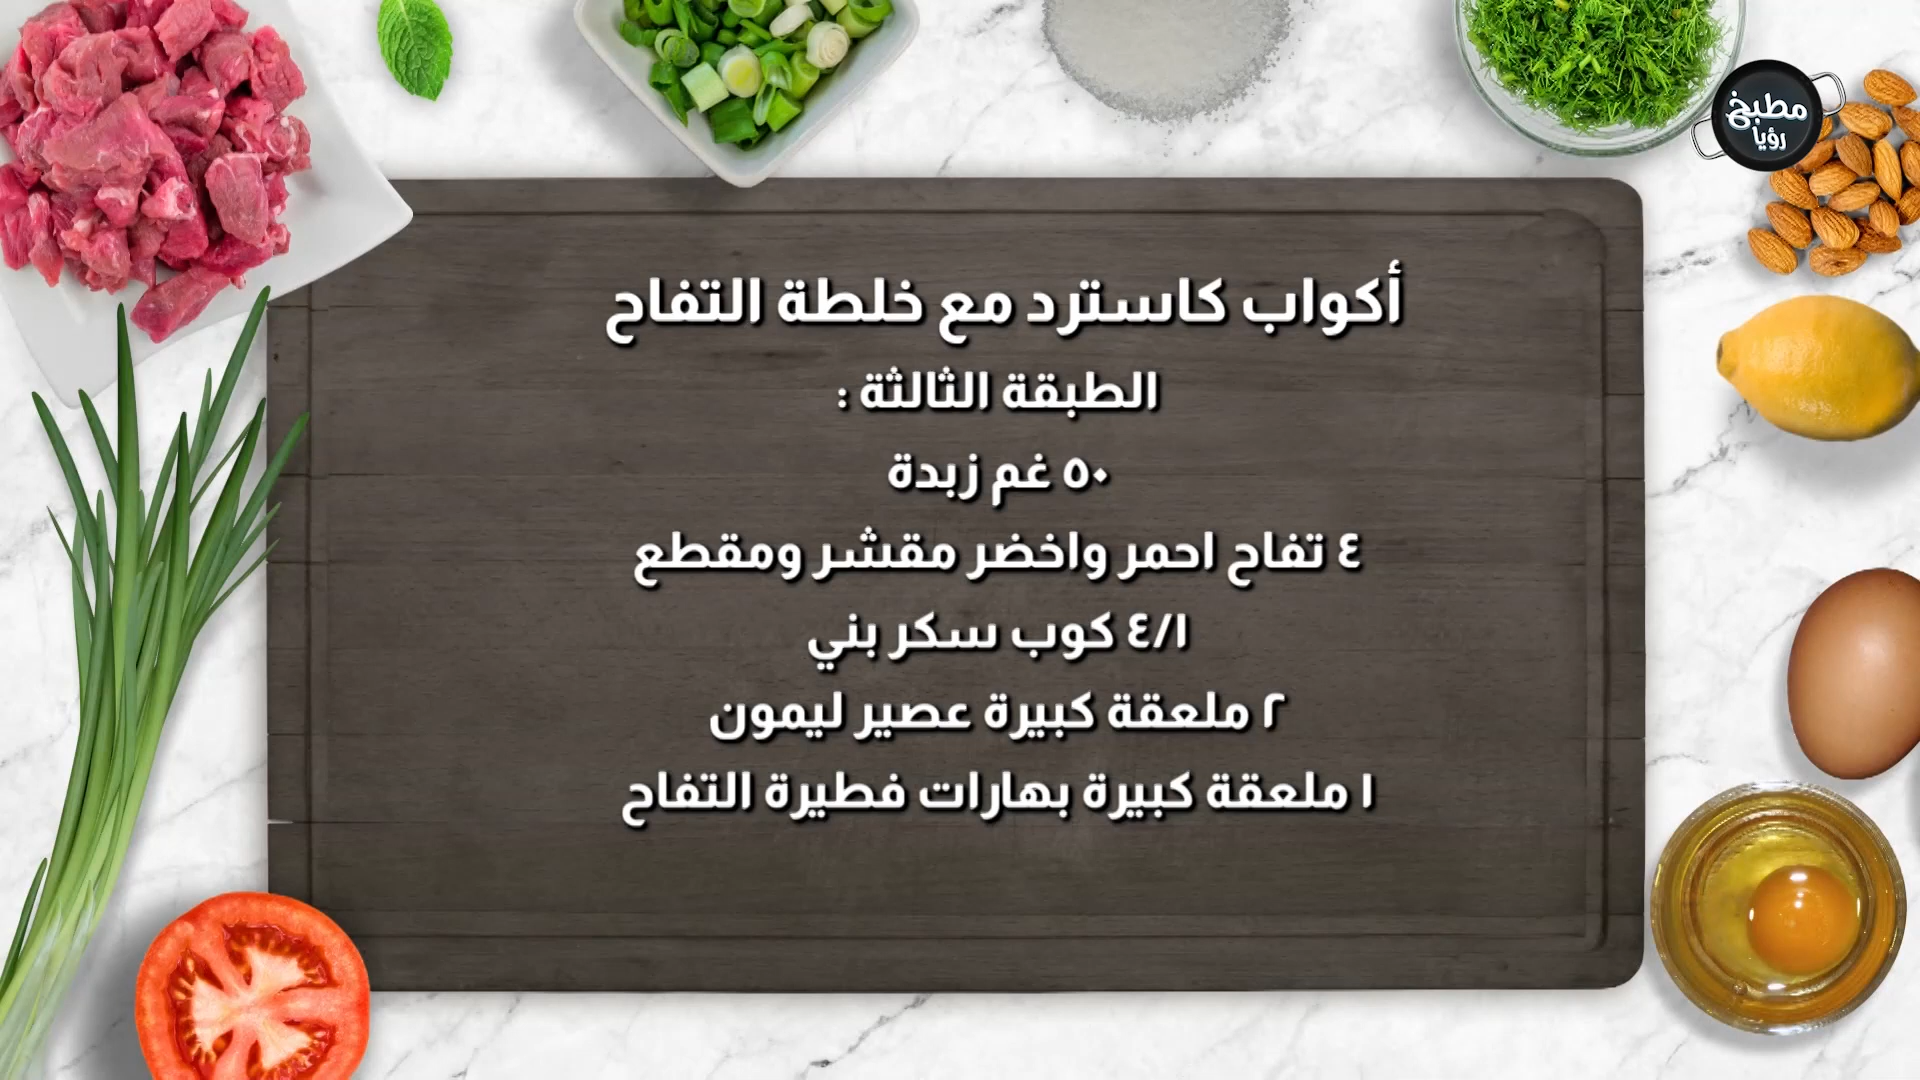 مطبخ
رؤيا
أكواب كاسترد مع خلطة التفاح
الطبقة الثالثة :
٥٠ غم زبدة
٤ تفاح احمر واخضر مقشر ومقطع
٤/١ كوب سكر بني
٢ ملعقة كبيرة عصير ليمون
١ ملعقة كبيرة بهارات فطيرة التفاح